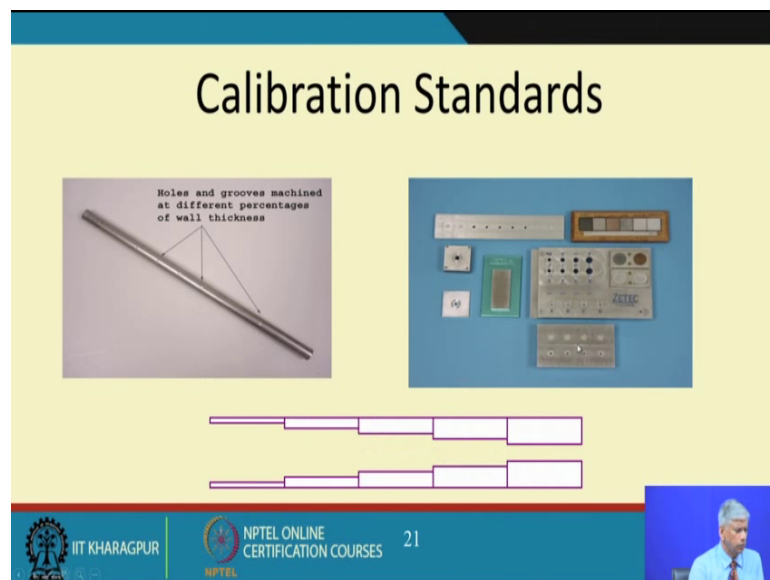 Calibration Standards
Holes and grooves machined
at different percentages
of wall thickness
ZETEC
IIT KHARAGPUR
NPTEL
NPTEL ONLINE
CERTIFICATION COURSES
21